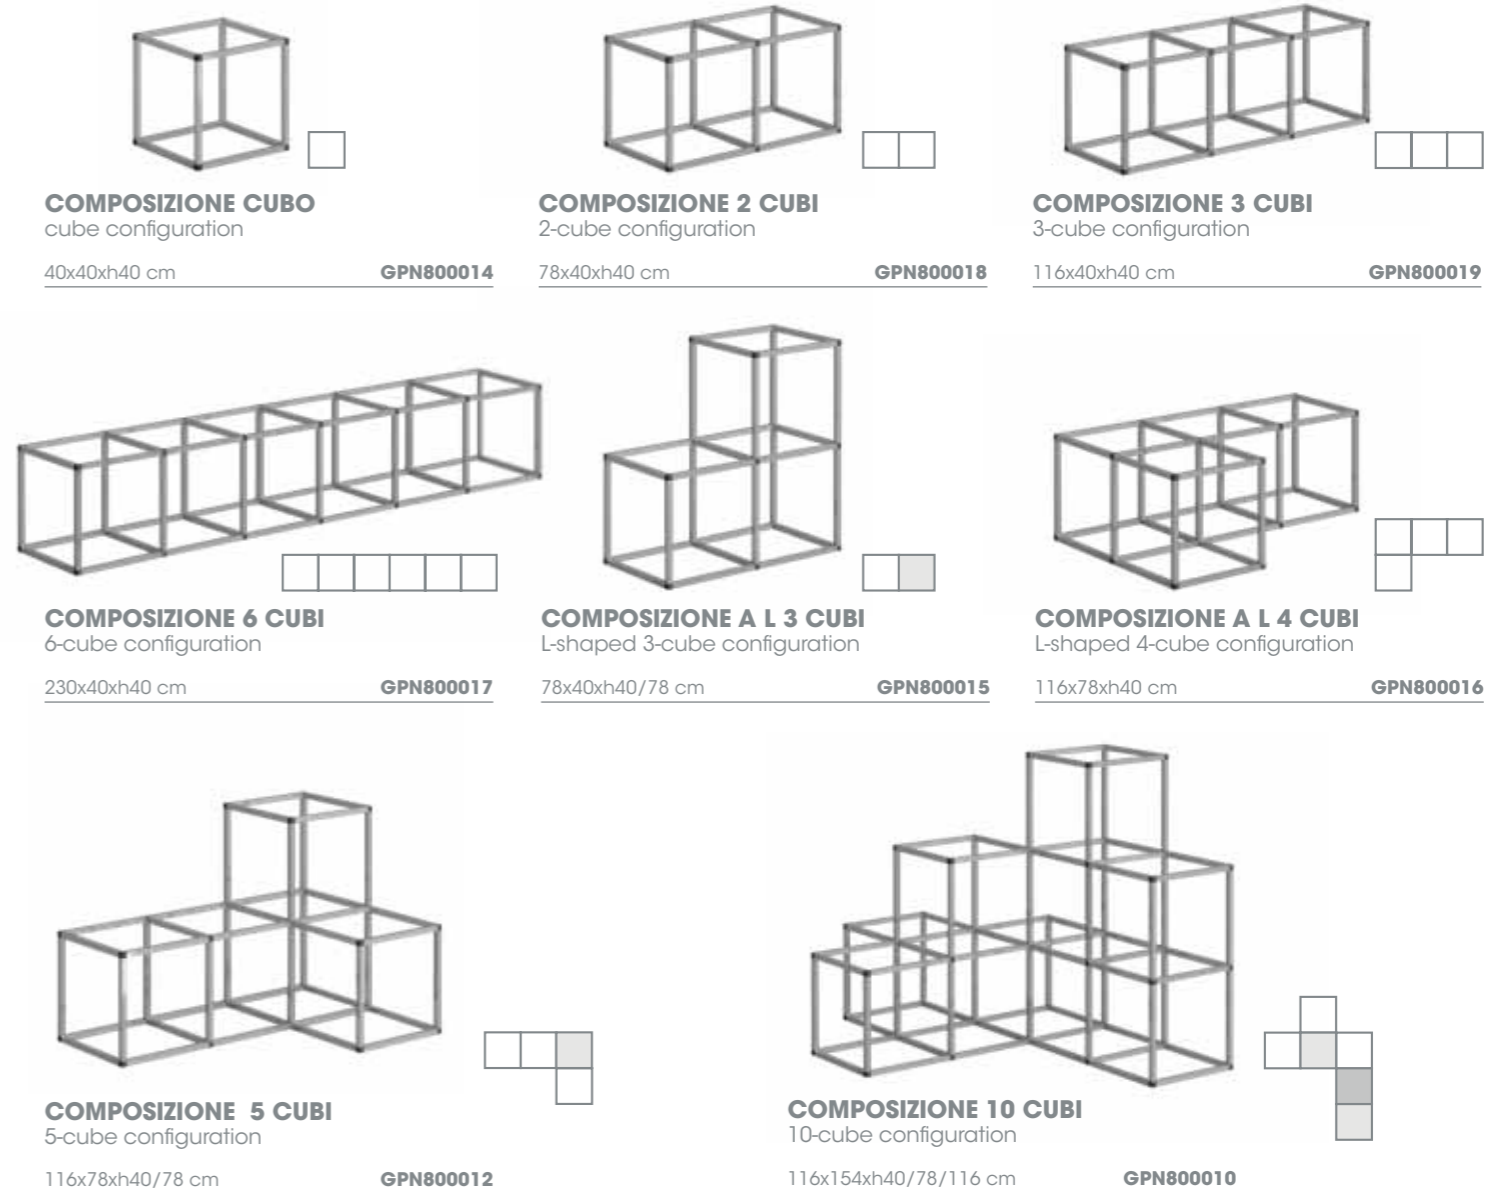 COMPOSIZIONE CUBO
cube configuration
40x40xh40 cm GPN800014
COMPOSIZIONE 2 CUBI
2-cube configuration
78x40xh40 cm GPN800018
COMPOSIZIONE 3 CUBI
3-cube configuration
116x40xh40 cm GPN800019
COMPOSIZIONE 6 CUBI
6-cube configuration
230x40xh40 cm GPN800017
COMPOSIZIONE A L 3 CUBI
L-shaped 3-cube configuration
78x40xh40/78 cm GPN800015
COMPOSIZIONE A L 4 CUBI
L-shaped 4-cube configuration
116x78xh40 cm GPN800016
COMPOSIZIONE 5 CUBI
5-cube configuration
116x78xh40/78 cm GPN800012
COMPOSIZIONE 10 CUBI
10-cube configuration
116x154xh40/78/116 cm GPN800010